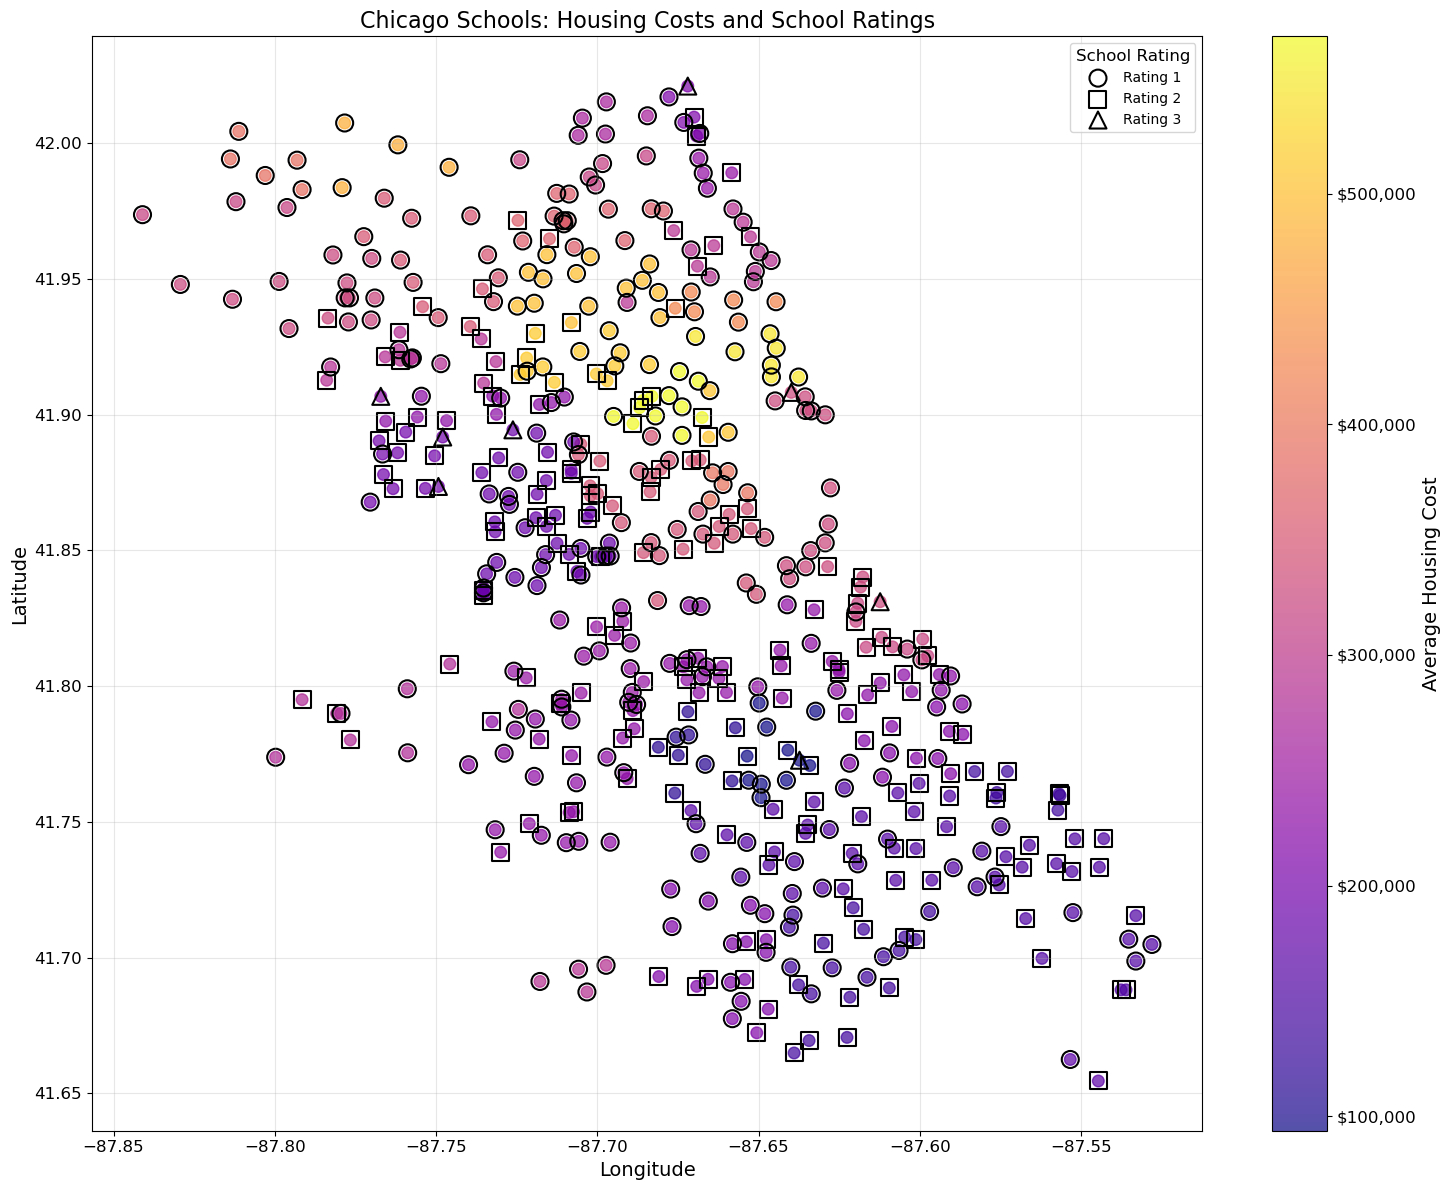 Chicago Schools: Housing Costs and School Ratings
School Rating
Rating 1
Rating 2
Rating 3
42.00
41.95
41.90
41.85
41.80
41.75
41.70
41.65
Latitude
−87.85
−87.80
−87.75
−87.70
−87.65
−87.60
−87.55
Longitude
$500,000
$400,000
$300,000
$200,000
$100,000
Average Housing Cost